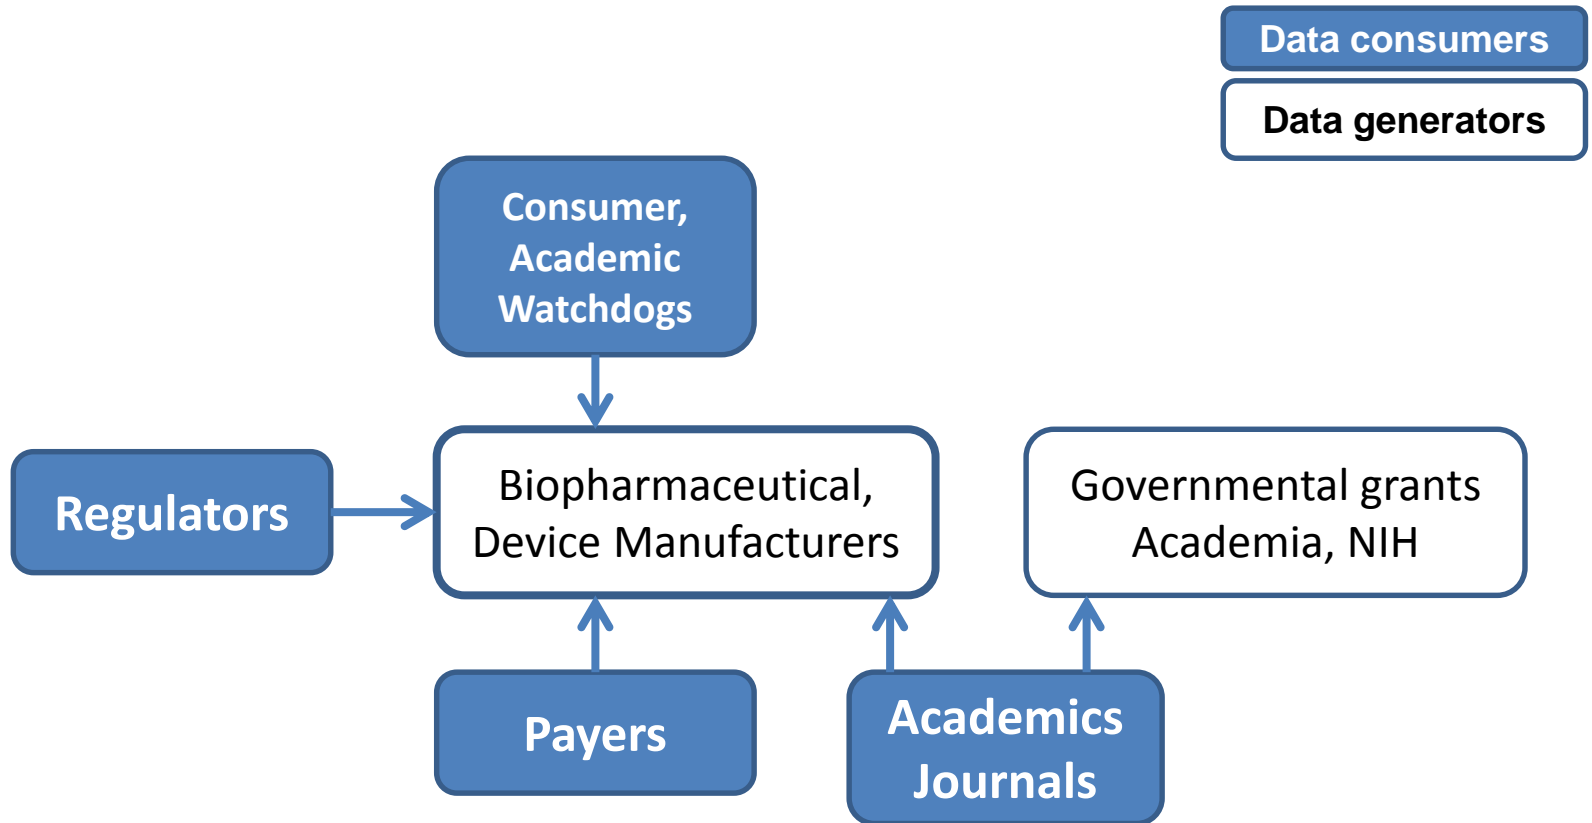 Data consumers
Data generators
Consumer,
Academic
Watchdogs
Regulators
Biopharmaceutical,
Device Manufacturers
Governmental grants
Academia, NIH
Payers
Academics
Journals